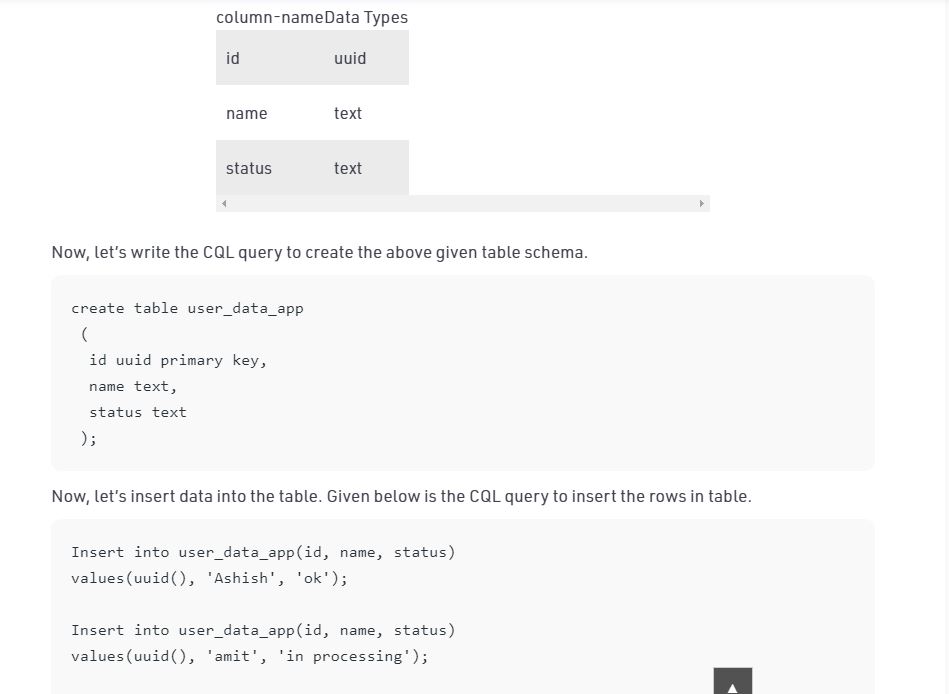 column-nameData Types
id uuid
name text
status text
Now, let’s write the CQL query to create the above given table schema.
create table user_data_app
(
id uuid primary key,
name text,
status text
);
Now, let’s insert data into the table. Given below is the CQL query to insert the rows in table.
Insert into user_data_app(id, name, status)
values(uuid(), 'Ashish', 'ok');
Insert into user_data_app(id, name, status)
values(uuid(), 'amit', 'in processing');